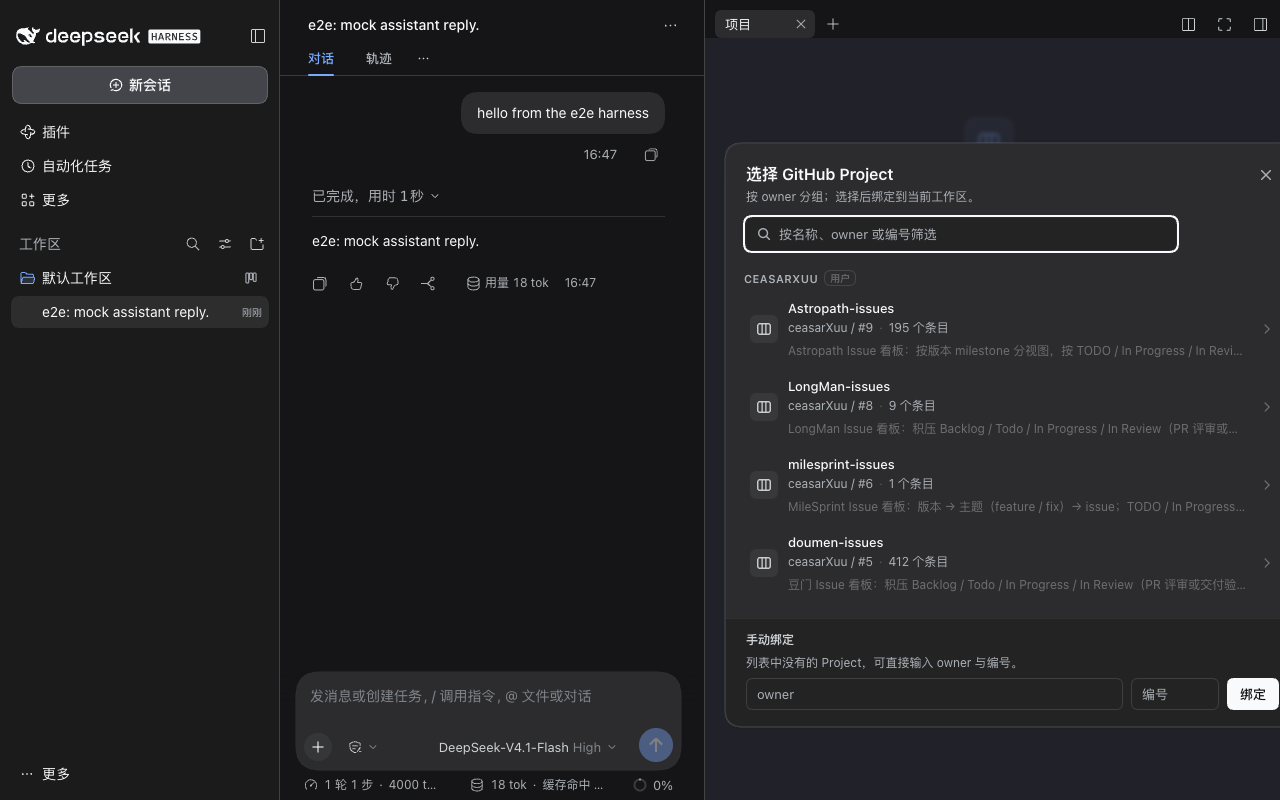 deepseek HARNESS
新会话
插件
自动化任务
更多
工作区
默认工作区
e2e: mock assistant reply.
刚刚
更多
e2e: mock assistant reply.
对话
轨迹
hello from the e2e harness
16:47
已完成，用时 1秒
e2e: mock assistant reply.
用量 18 tok
16:47
发消息或创建任务, / 调用指令, @ 文件或对话
DeepSeek-V4.1-Flash High
1 轮 1 步 · 4000 t...
18 tok · 缓存命中 ...
0%
项目
选择 GitHub Project
按 owner 分组；选择后绑定到当前工作区。
按名称、owner 或编号筛选
CEASARXUU 用户
Astropath-issues
ceasarXuu / #9 · 195 个条目
Astropath Issue 看板：按版本 milestone 分视图，按 TODO / In Progress / In Revi...
LongMan-issues
ceasarXuu / #8 · 9 个条目
LongMan Issue 看板：积压 Backlog / Todo / In Progress / In Review（PR 评审或...
milesprint-issues
ceasarXuu / #6 · 1 个条目
MileSprint Issue 看板：版本 → 主题（feature / fix）→ issue；TODO / In Progress...
doumen-issues
ceasarXuu / #5 · 412 个条目
豆门 Issue 看板：积压 Backlog / Todo / In Progress / In Review（PR 评审或交付验...
手动绑定
列表中没有的 Project，可直接输入 owner 与编号。
owner
编号
绑定